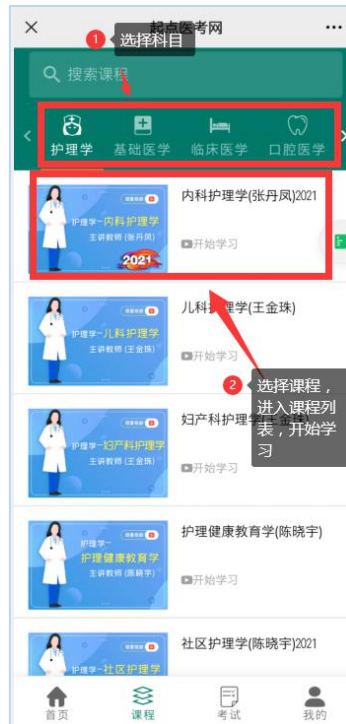 起点医考网
1 选择科目
搜索课程
护理学 基础医学 临床医学 口腔医学
护理学-内科护理学
主讲教师(张丹凤)
2021
内科护理学(张丹凤)2021
开始学习
护理学-儿科护理学
主讲教师(王金珠)
儿科护理学(王金珠)
开始学习
2 选择课程，
进入课程列
表，开始学
习
护理学-妇产科护理学
主讲教师(王金珠)
妇产科护理学(王金珠)
开始学习
护理学-
护理健康教育学
主讲教师(陈晓宇)
护理健康教育学(陈晓宇)
开始学习
护理学-社区护理学
社区护理学(陈晓宇)2021
首页 课程 考试 我的